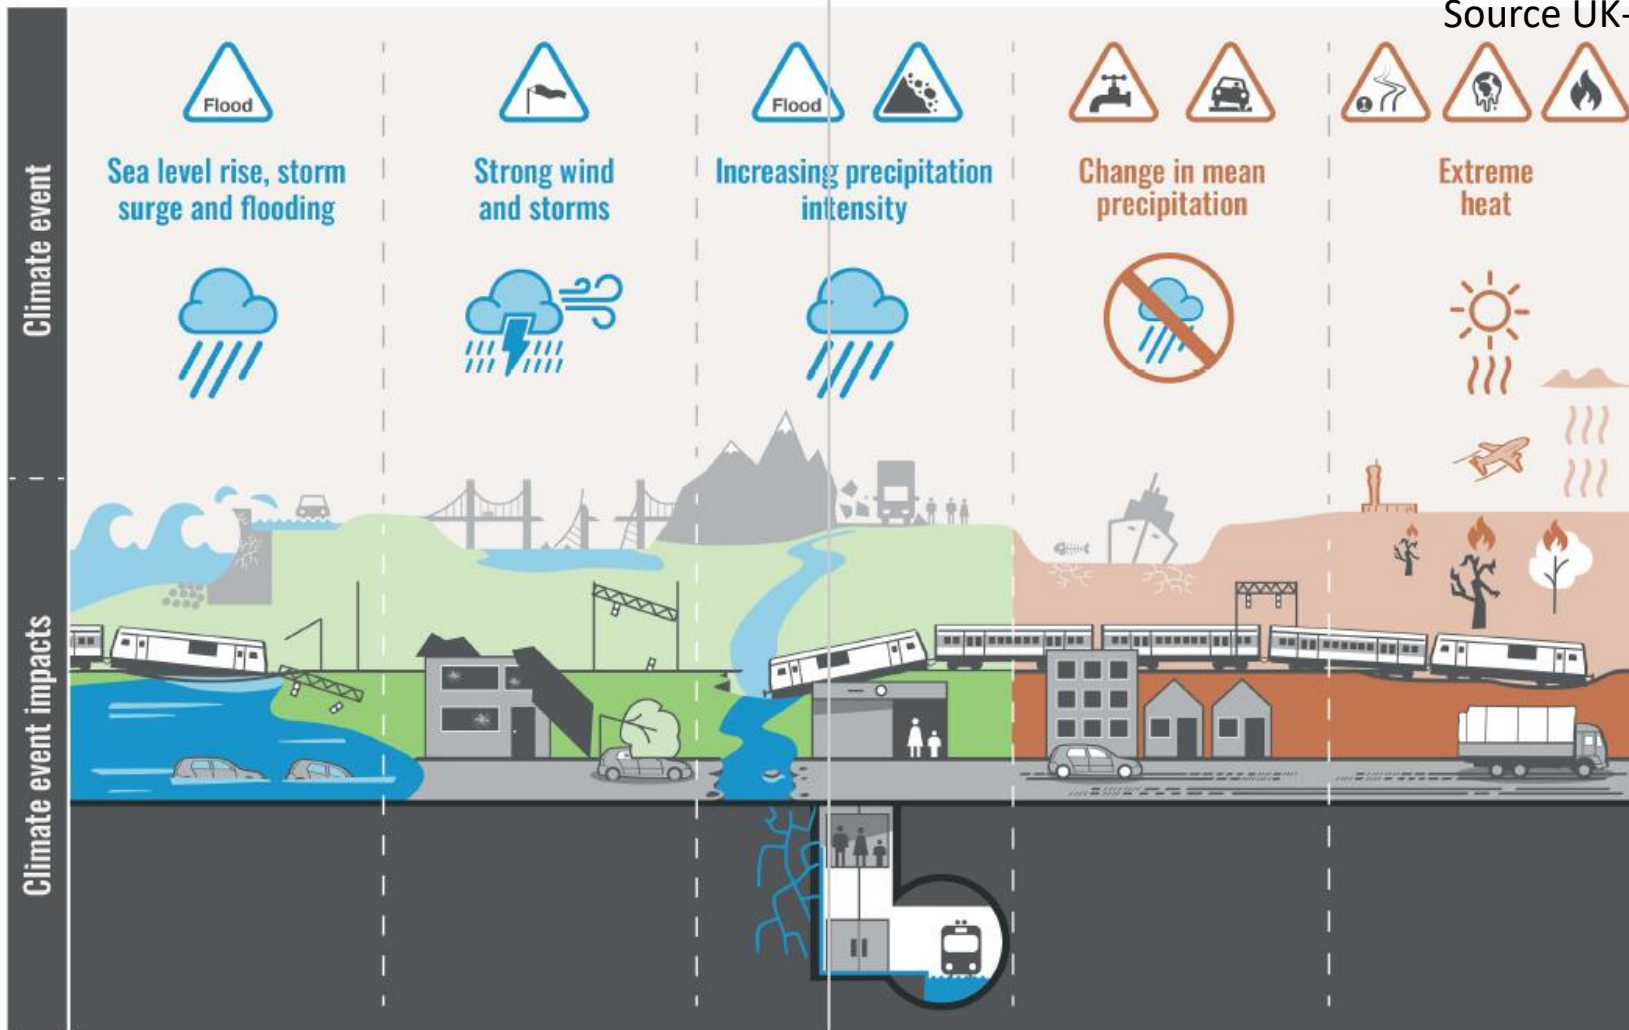 Source UK-
Climate event
Flood
Flood
Sea level rise, storm
surge and flooding
Strong wind
and storms
Increasing precipitation
intensity
Change in mean
precipitation
Extreme
heat
Climate event impacts